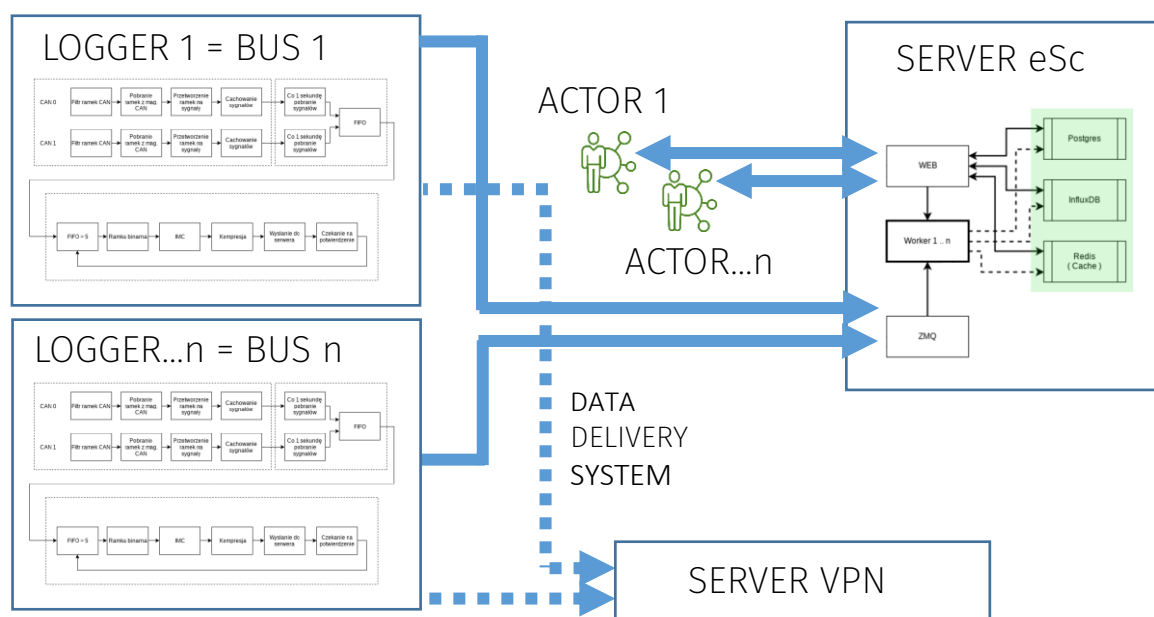 LOGGER 1 = BUS 1
CAN 0
Filtr ramek CAN
Pobranie
ramek z mag.
CAN
Przetworzenie
ramek na
sygnały
Cachowanie
sygnałów
Co 1 sekundę
pobranie
sygnałów
FIFO
CAN 1
Filtr ramek CAN
Pobranie
ramek z mag.
CAN
Przetworzenie
ramek na
sygnały
Cachowanie
sygnałów
Co 1 sekundę
pobranie
sygnałów
FIFO = 5
Ramka binarna
IMC
Kempresja
Wysłanie do
serwera
Czekanie na
potwierdzenie
LOGGER...n = BUS n
CAN 0
Filtr ramek CAN
Pobranie
ramek z mag.
CAN
Przetworzenie
ramek na
sygnały
Cachowanie
sygnałów
Co 1 sekundę
pobranie
sygnałów
FIFO
CAN 1
Filtr ramek CAN
Pobranie
ramek z mag.
CAN
Przetworzenie
ramek na
sygnały
Cachowanie
sygnałów
Co 1 sekundę
pobranie
sygnałów
FIFO = 5
Ramka binarna
IMC
Kempresja
Wysłanie do
serwera
Czekanie na
potwierdzenie
ACTOR 1
ACTOR...n
SERVER eSc
WEB
Postgres
InfluxDB
Worker 1 .. n
Redis
( Cache )
ZMQ
DATA
DELIVERY
SYSTEM
SERVER VPN